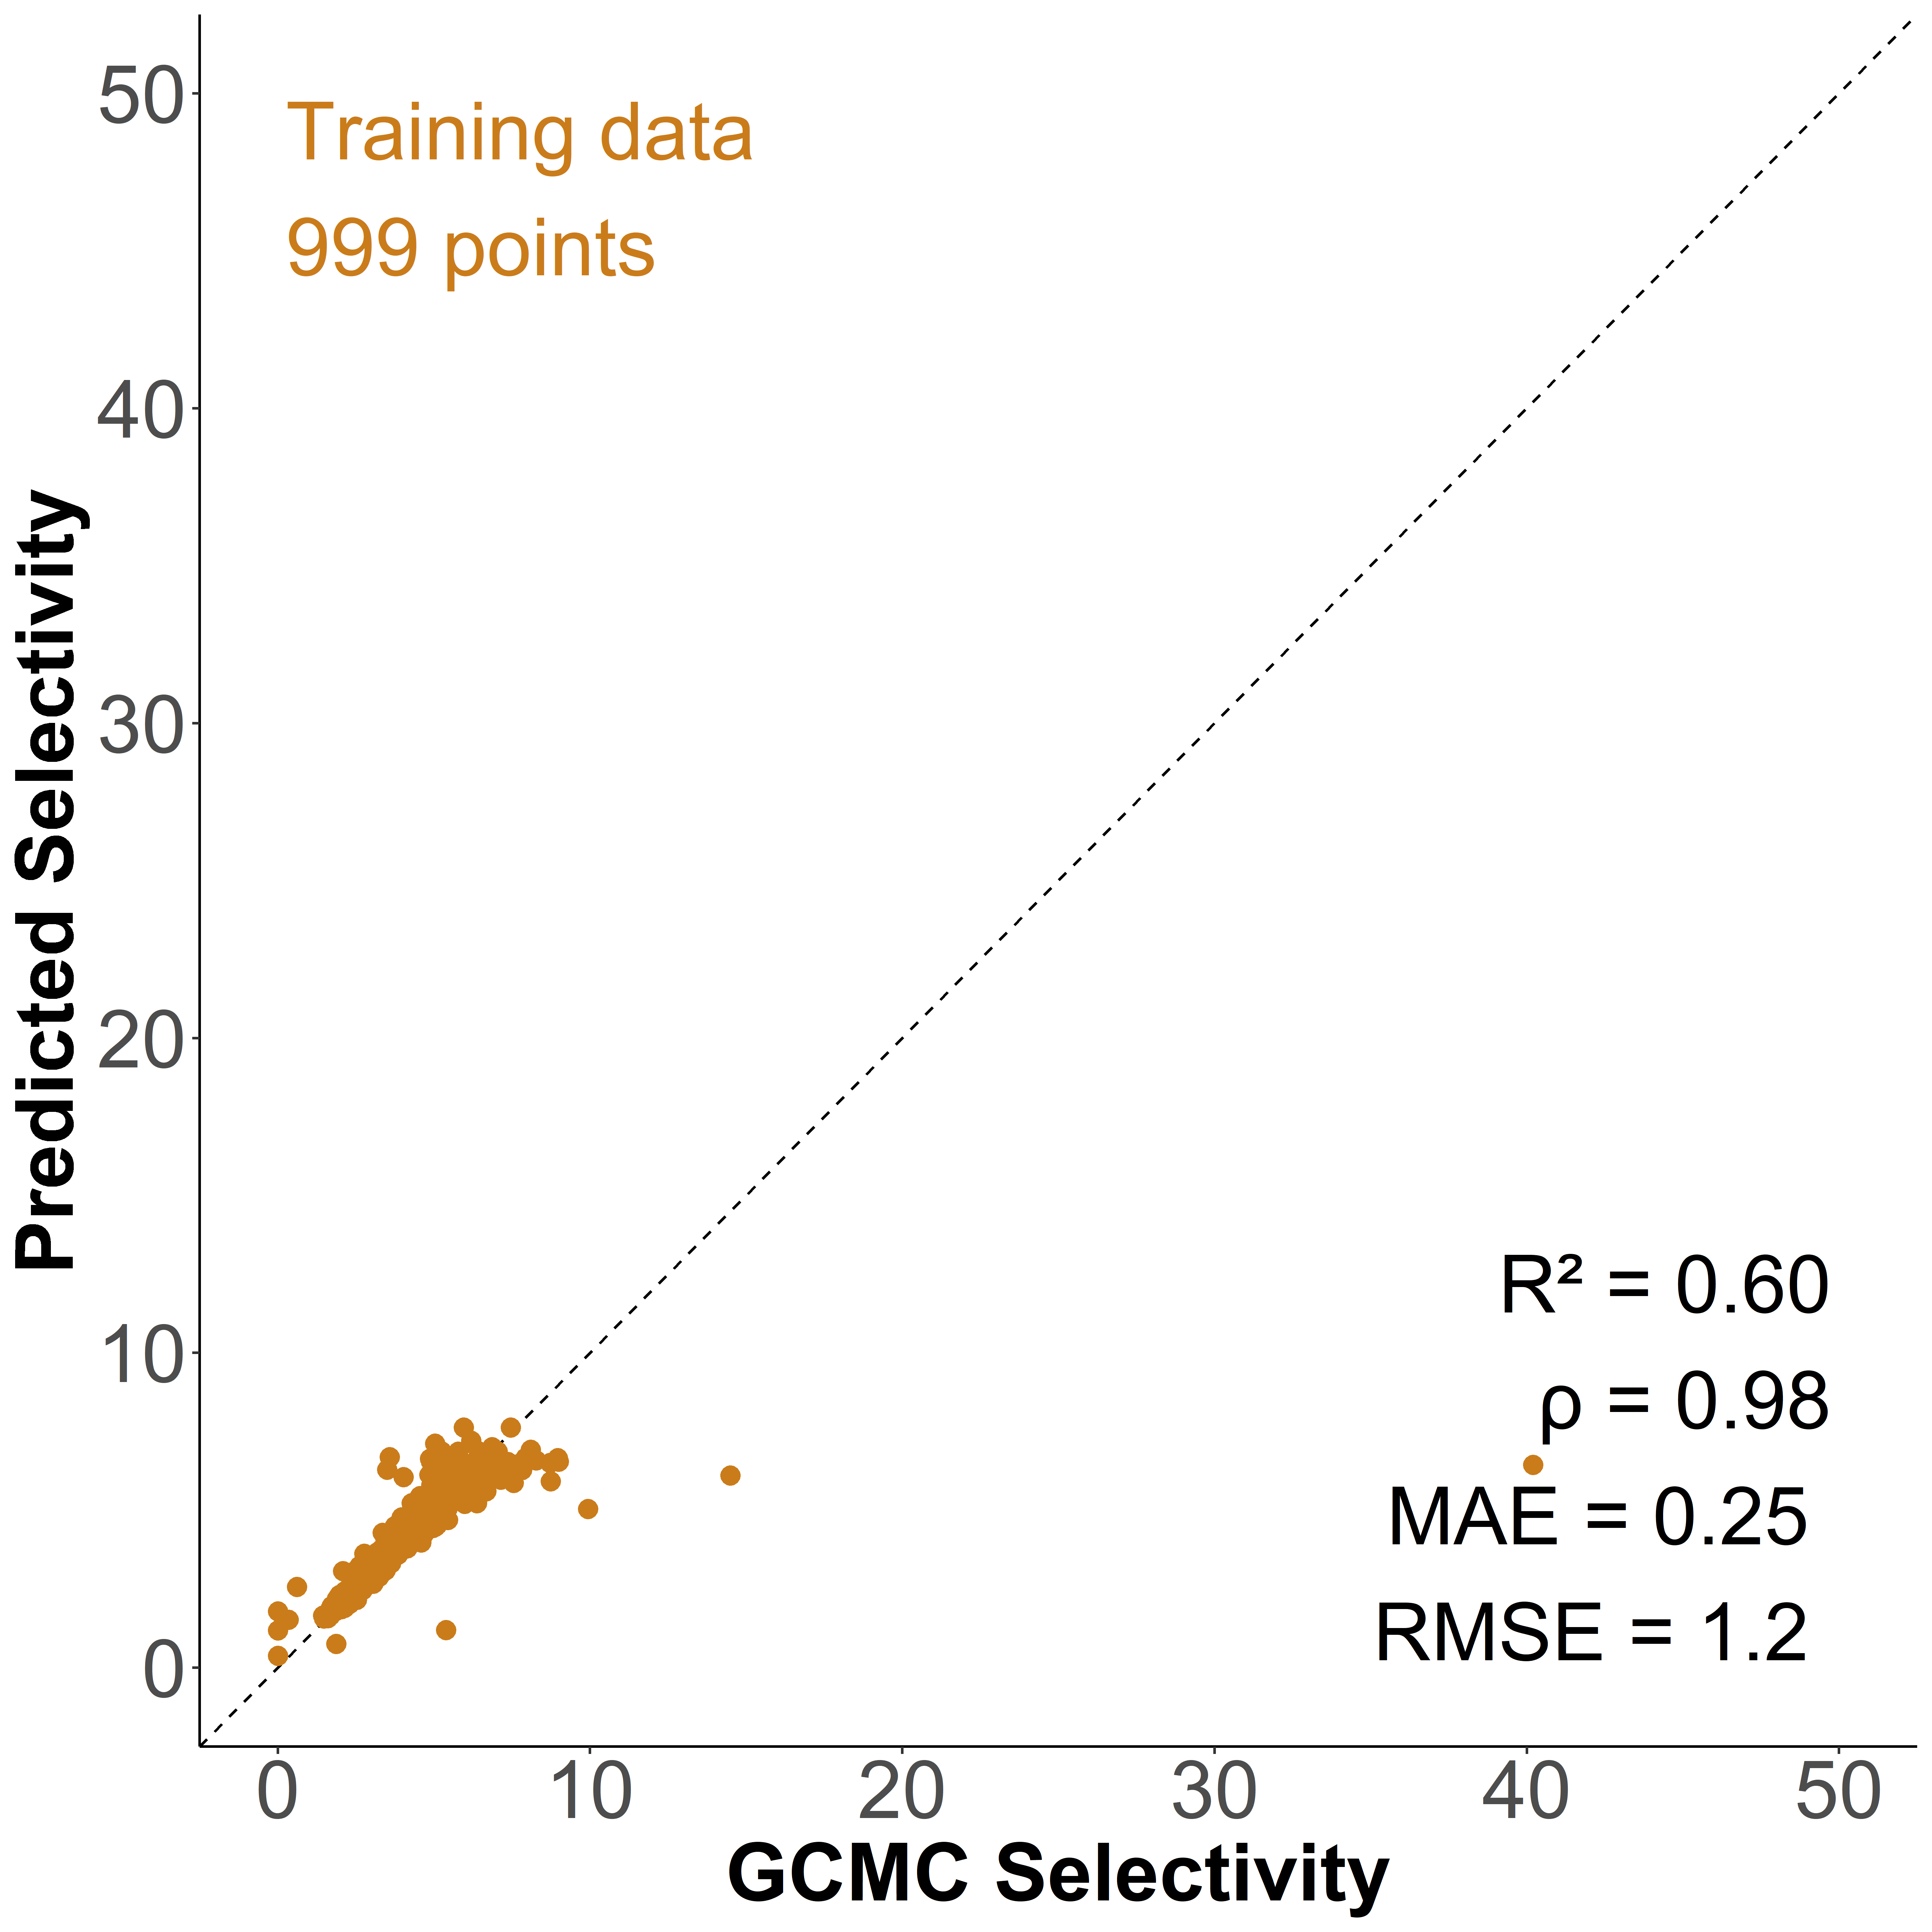 Training data
999 points
Predicted Selectivity
50
40
30
20
10
0
R² = 0.60
ρ = 0.98
MAE = 0.25
RMSE = 1.2
0 10 20 30 40 50
GCMC Selectivity